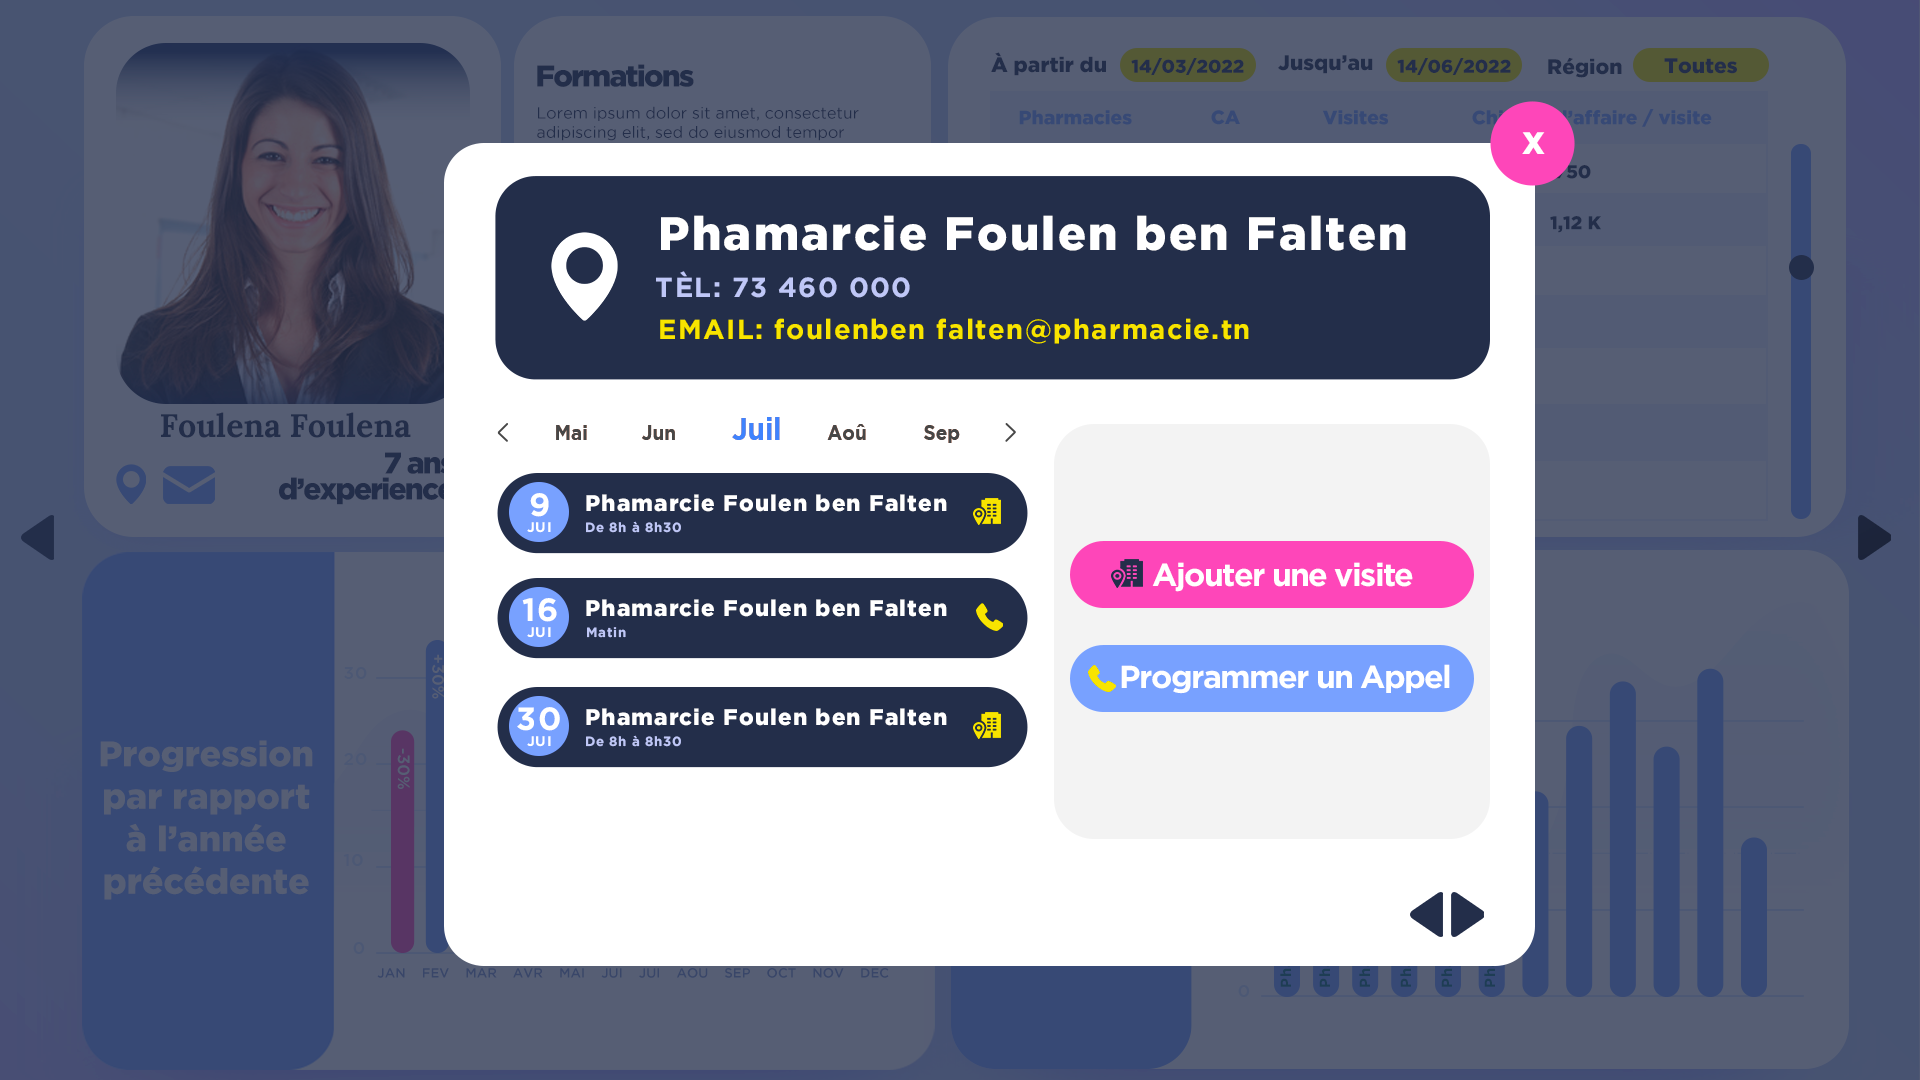 Formations
Lorem ipsum dolor sit amet, consectetur
adipiscing elit, sed do eiusmod tempor
À partir du 14/03/2022 Jusqu'au 14/06/2022 Région Toutes
Pharmacies CA Visites d'affaire / visite
50
1,12 K
X
Foulena Foulena
7 ans
d'experience
Phamarcie Foulen ben Falten
TÈL: 73 460 000
EMAIL: foulenben falten@pharmacie.tn
Mai Jun Juil Aoû Sep
9 JUI
Phamarcie Foulen ben Falten
De 8h à 8h30
16 JUI
Phamarcie Foulen ben Falten
Matin
30 JUI
Phamarcie Foulen ben Falten
De 8h à 8h30
Ajouter une visite
Programmer un Appel
Progression
par rapport
à l'année
précédente
30
20
10
0
-30%
+30%
JAN FEV MAR AVR MAI JUI JUI AOU SEP OCT NOV DEC
0
Ph Ph Ph Ph Ph Ph